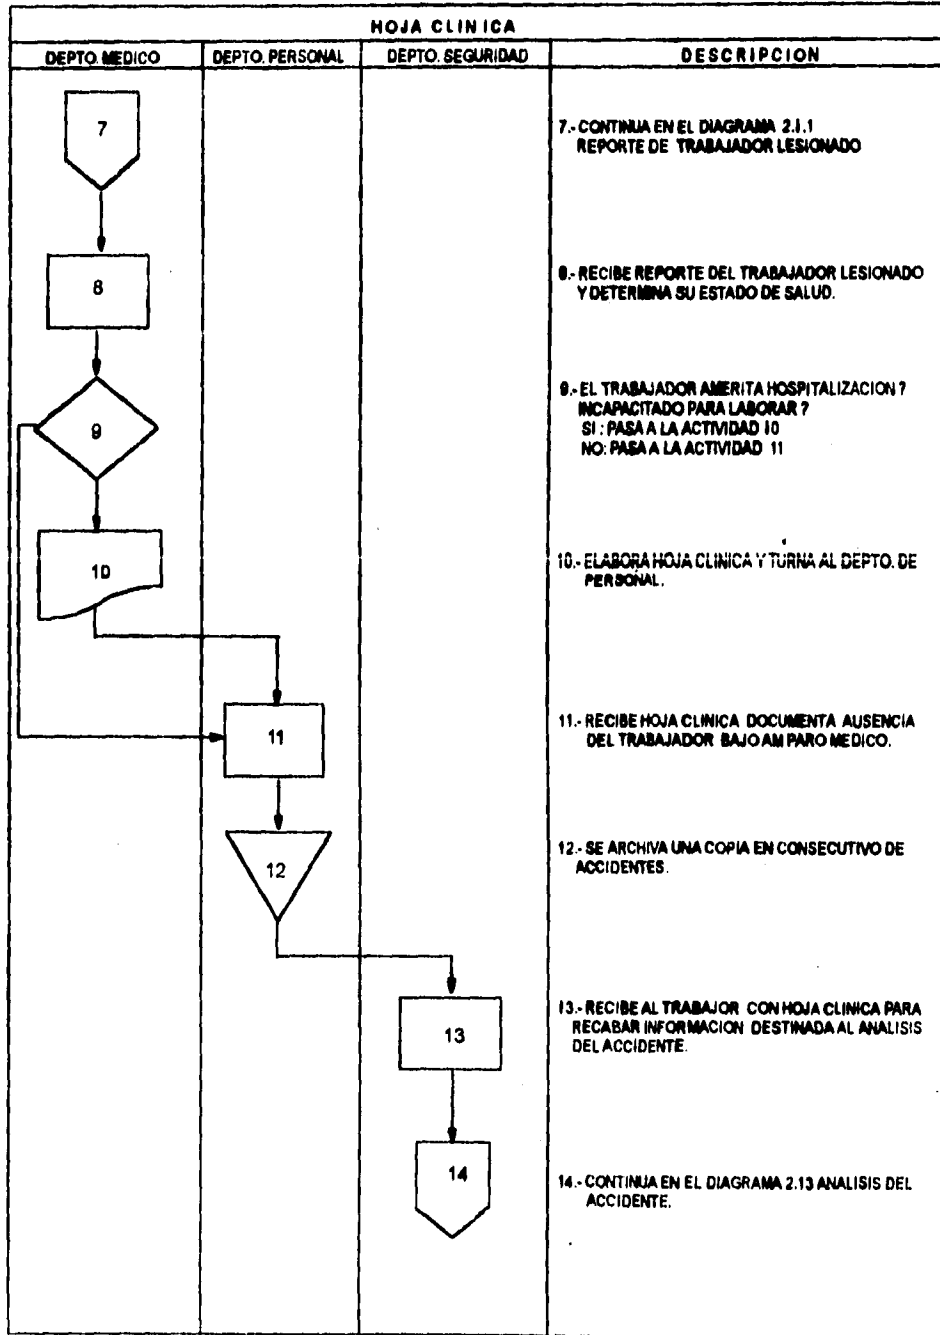 HOJA CLINICA
DEPTO. MEDICO DEPTO. PERSONAL DEPTO. SEGURIDAD DESCRIPCION
7
7.- CONTINUA EN EL DIAGRAMA 2.1.1
REPORTE DE TRABAJADOR LESIONADO
8
8.- RECIBE REPORTE DEL TRABAJADOR LESIONADO
Y DETERMINA SU ESTADO DE SALUD.
9
9.- EL TRABAJADOR AMERITA HOSPITALIZACION ?
INCAPACITADO PARA LABORAR ?
SI : PASA A LA ACTIVIDAD 10
NO: PASA A LA ACTIVIDAD 11
10
10.- ELABORA HOJA CLINICA Y TURNA AL DEPTO. DE
PERSONAL.
11
11.- RECIBE HOJA CLINICA DOCUMENTA AUSENCIA
DEL TRABAJADOR BAJO AMPARO MEDICO.
12
12.- SE ARCHIVA UNA COPIA EN CONSECUTIVO DE
ACCIDENTES.
13
13.- RECIBE AL TRABAJOR CON HOJA CLINICA PARA
RECABAR INFORMACION DESTINADA AL ANALISIS
DEL ACCIDENTE.
14
14.- CONTINUA EN EL DIAGRAMA 2.13 ANALISIS DEL
ACCIDENTE.